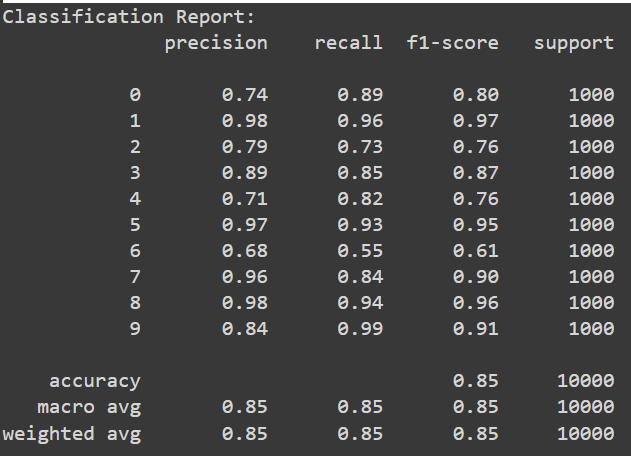 Classification Report:
precision recall f1-score support
0 0.74 0.89 0.80 1000
1 0.98 0.96 0.97 1000
2 0.79 0.73 0.76 1000
3 0.89 0.85 0.87 1000
4 0.71 0.82 0.76 1000
5 0.97 0.93 0.95 1000
6 0.68 0.55 0.61 1000
7 0.96 0.84 0.90 1000
8 0.98 0.94 0.96 1000
9 0.84 0.99 0.91 1000
accuracy 0.85 10000
macro avg 0.85 0.85 0.85 10000
weighted avg 0.85 0.85 0.85 10000